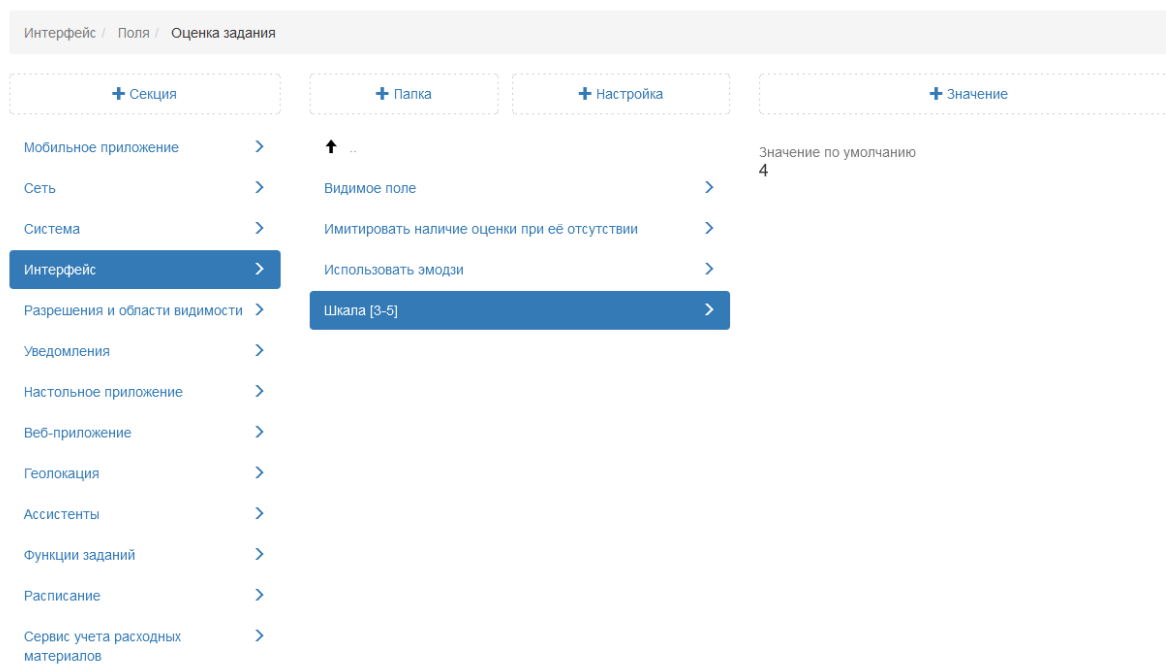 Интерфейс / Поля / Оценка задания
+ Секция
+ Папка
+ Настройка
+ Значение
Мобильное приложение
Сеть
Система
Интерфейс
Разрешения и области видимости
Уведомления
Настольное приложение
Веб-приложение
Геолокация
Ассистенты
Функции заданий
Расписание
Сервис учета расходных
материалов
..
Видимое поле
Имитировать наличие оценки при её отсутствии
Использовать эмодзи
Шкала [3-5]
Значение по умолчанию
4